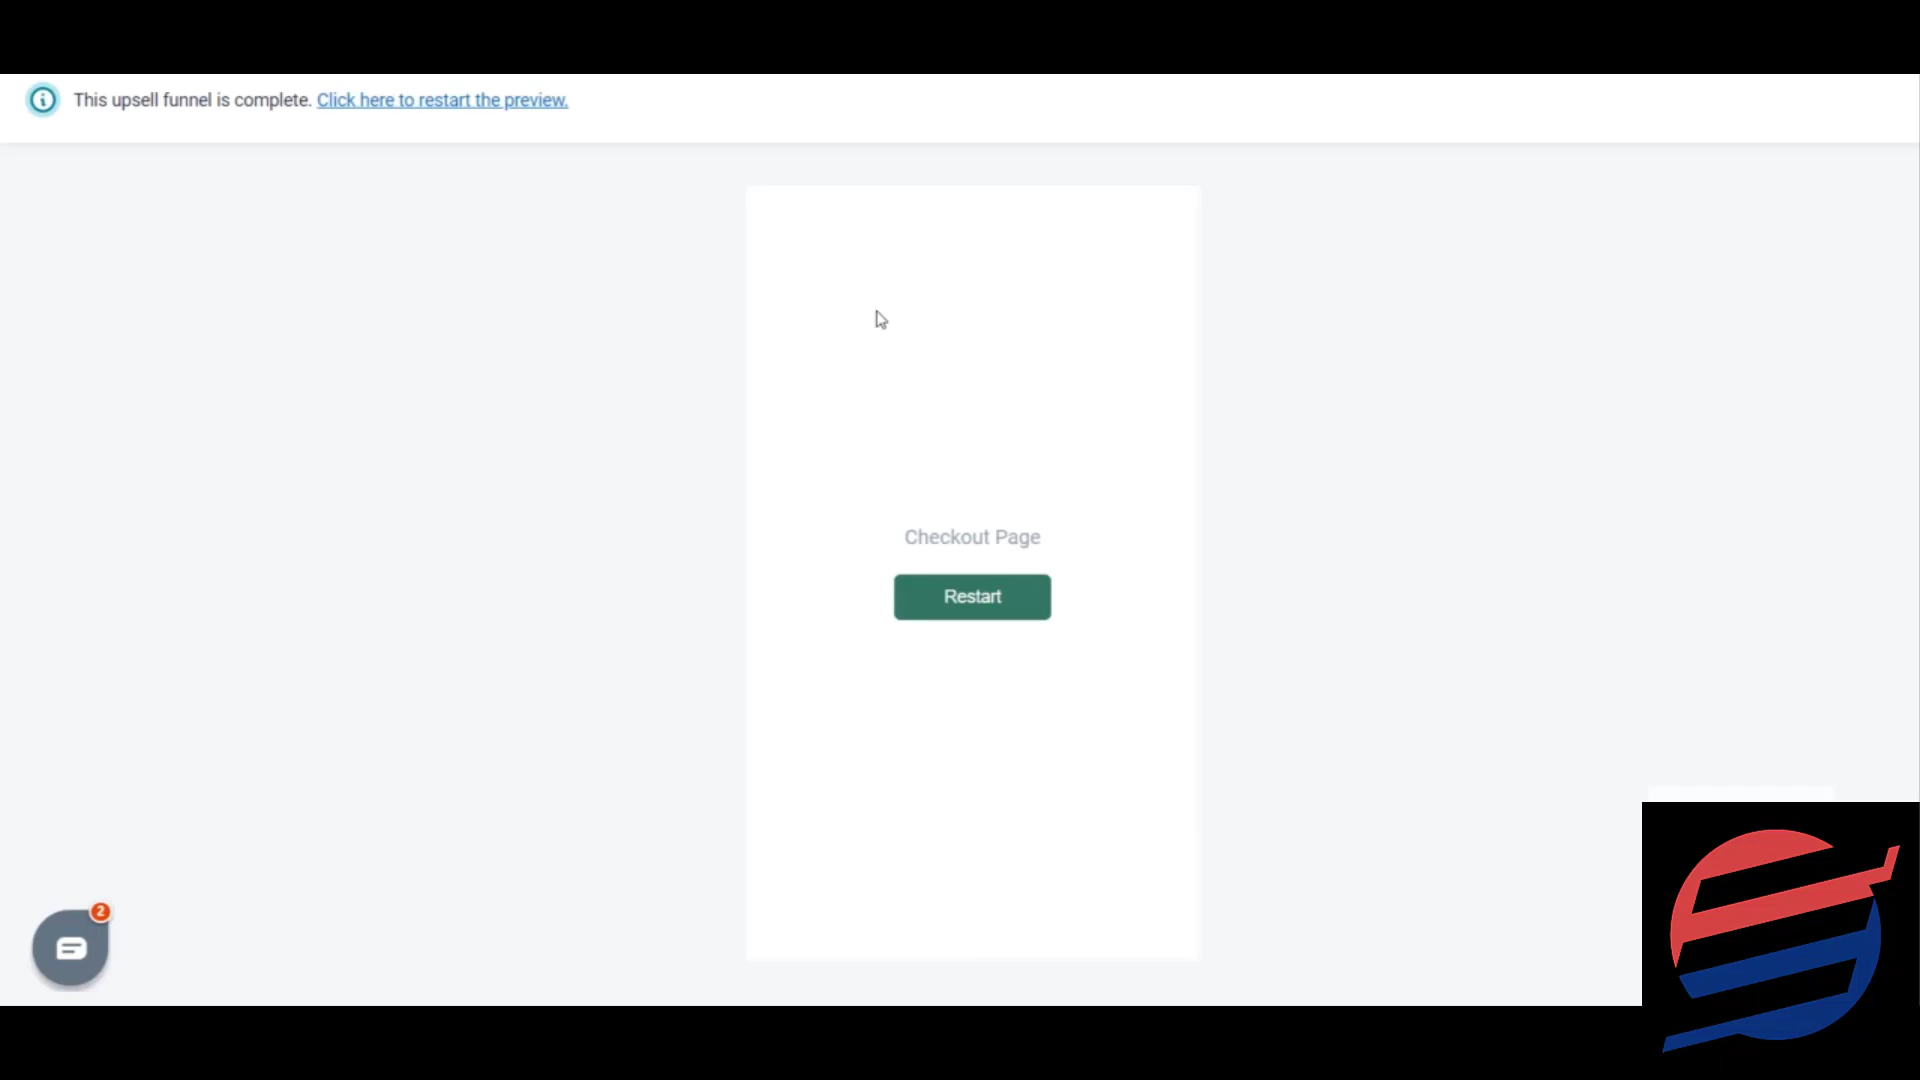 This upsell funnel is complete. Click here to restart the preview.
Checkout Page
Restart
2